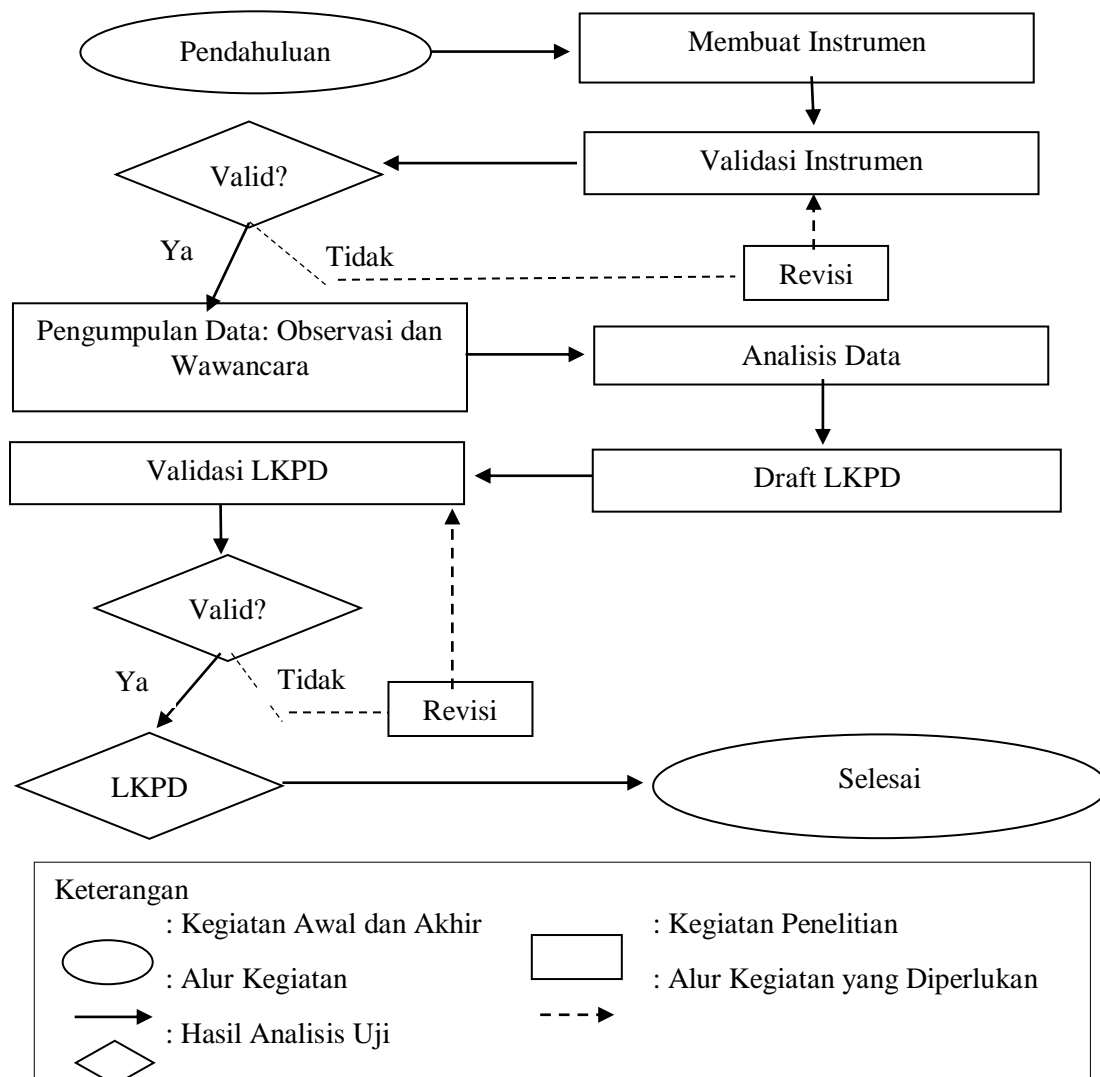 Pendahuluan
Membuat Instrumen
Valid?
Validasi Instrumen
Ya
Tidak
Revisi
Pengumpulan Data: Observasi dan
Wawancara
Analisis Data
Validasi LKPD
Draft LKPD
Valid?
Ya
Tidak
Revisi
LKPD
Selesai
Keterangan
: Kegiatan Awal dan Akhir
: Kegiatan Penelitian
: Alur Kegiatan
: Alur Kegiatan yang Diperlukan
: Hasil Analisis Uji